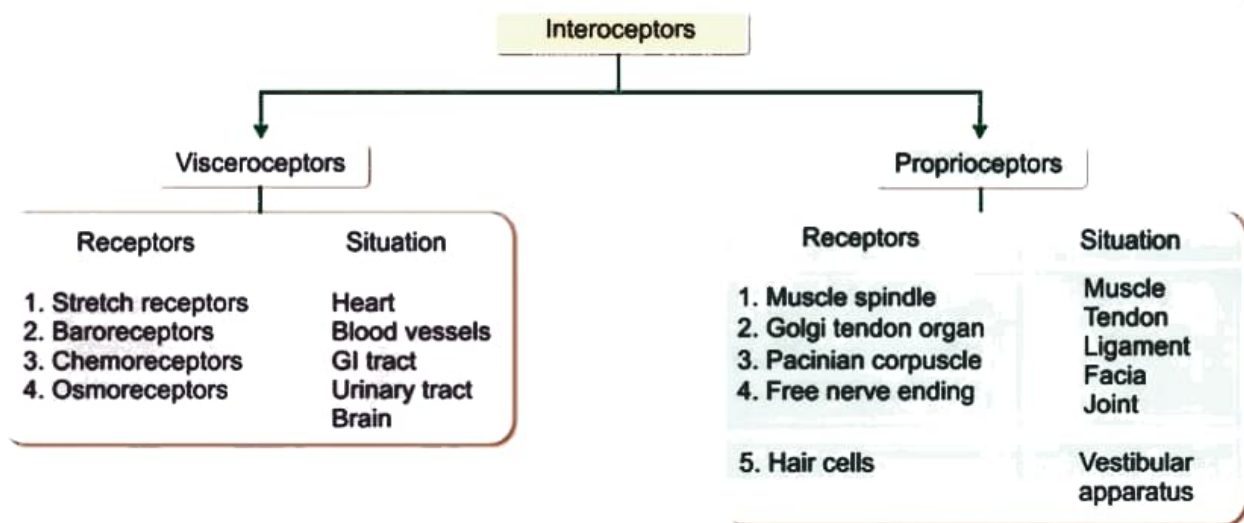 Interoceptors
Visceroceptors
Receptors Situation
1. Stretch receptors Heart
2. Baroreceptors Blood vessels
3. Chemoreceptors GI tract
4. Osmoreceptors Urinary tract
Brain
Proprioceptors
Receptors Situation
1. Muscle spindle Muscle
2. Golgi tendon organ Tendon
3. Pacinian corpuscle Ligament
4. Free nerve ending Facia
Joint
5. Hair cells Vestibular
apparatus